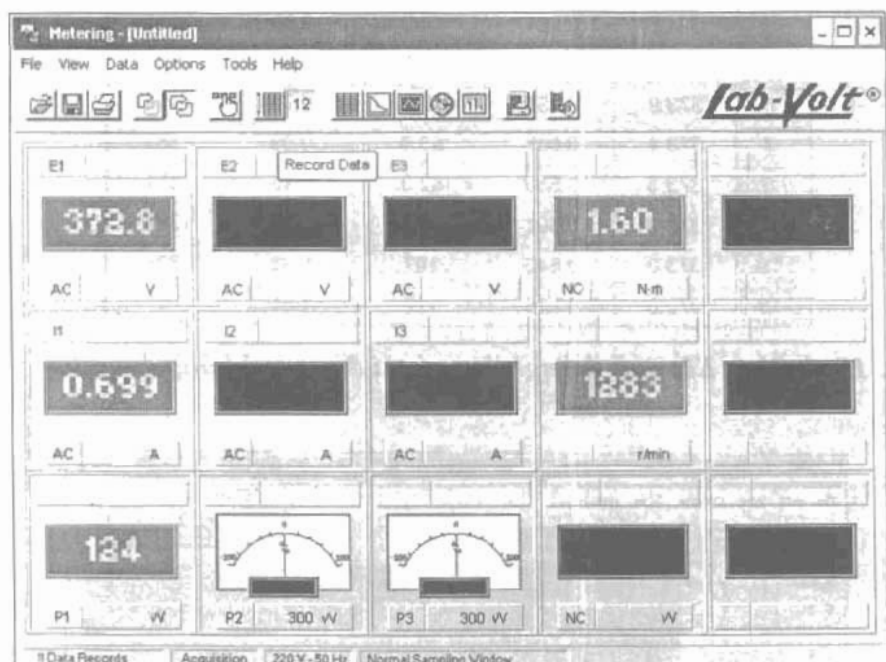 Metering - [Untitled]
File View Data Options Tools Help
12
Lab-Volt®
E1 E2 Record Data E3
372.8 1.60
AC V AC V AC V NC N·m
I1 I2 I3
0.699 1283
AC A AC A AC A r/min
134
P1 W P2 300 W P3 300 W NC W
Data Records Acquisition 220 V - 50 Hz Normal Sampling Window